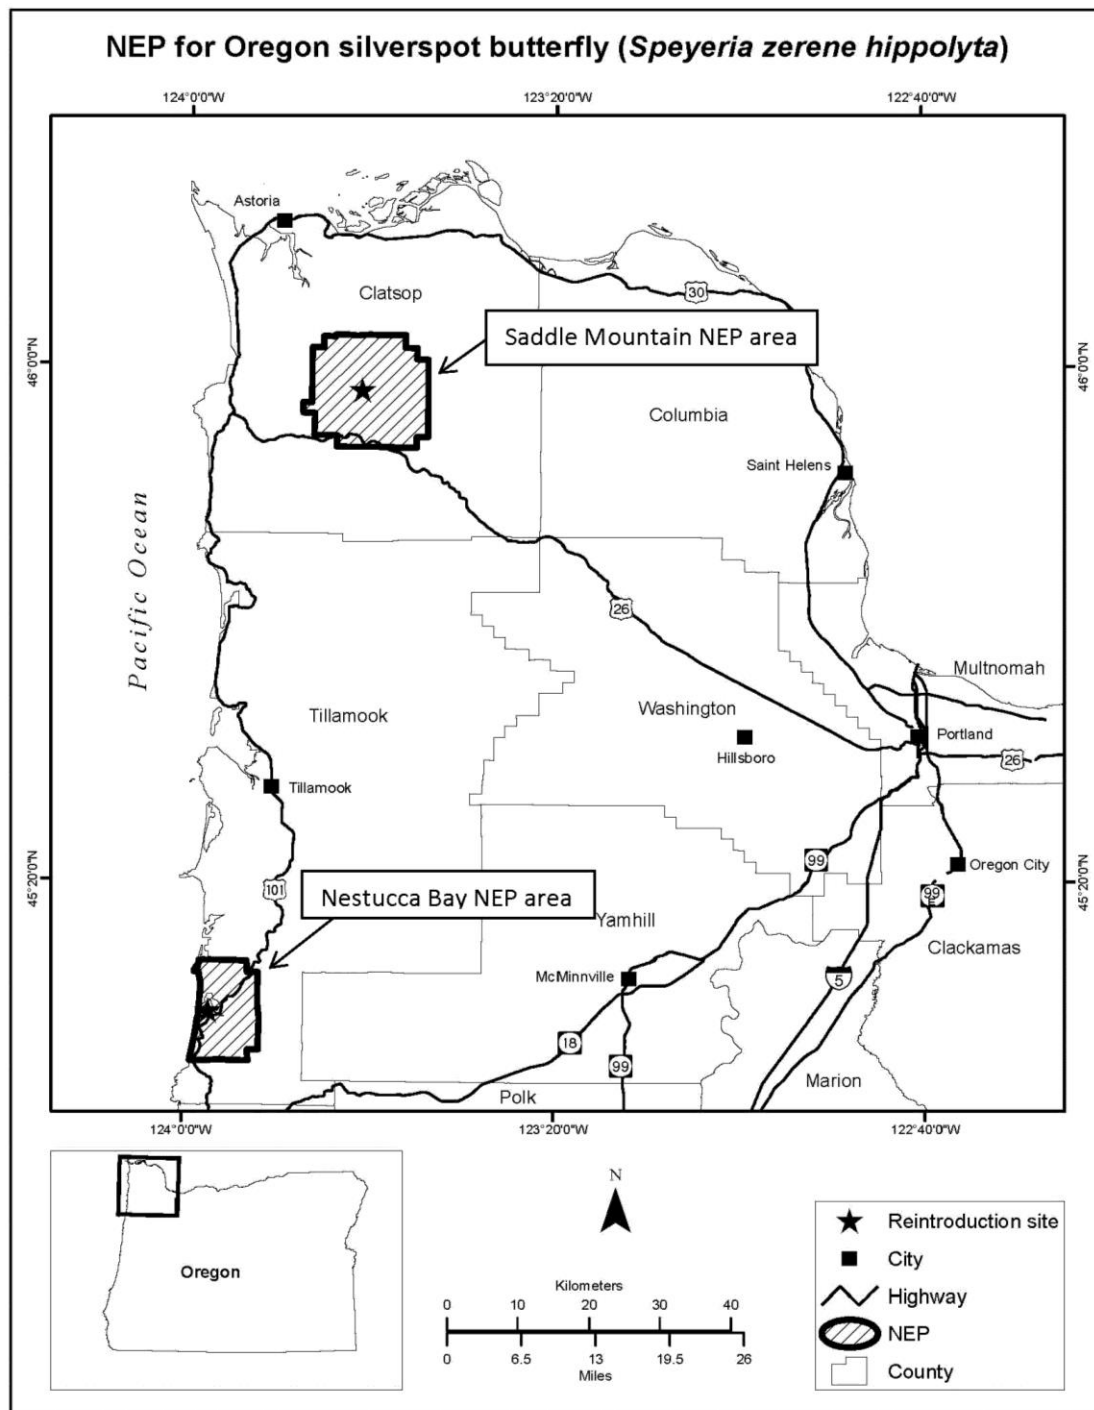 NEP for Oregon silverspot butterfly (Speyeria zerene hippolyta)
124°0'0"W
123°20'0"W
122°40'0"W
Astoria
Clatsop
30
Saddle Mountain NEP area
46°0'0"N
46°0'0"N
Columbia
Saint Helens
Pacific Ocean
26
Multnomah
Tillamook
Washington
Portland
Hillsboro
26
Tillamook
99
Oregon City
45°20'0"N
45°20'0"N
101
Nestucca Bay NEP area
99
E
Yamhill
Clackamas
McMinnville
5
18
99
Marion
Polk
124°0'0"W
123°20'0"W
122°40'0"W
Oregon
N
Kilometers
0 10 20 30 40
0 6.5 13 19.5 26
Miles
Reintroduction site
City
Highway
NEP
County